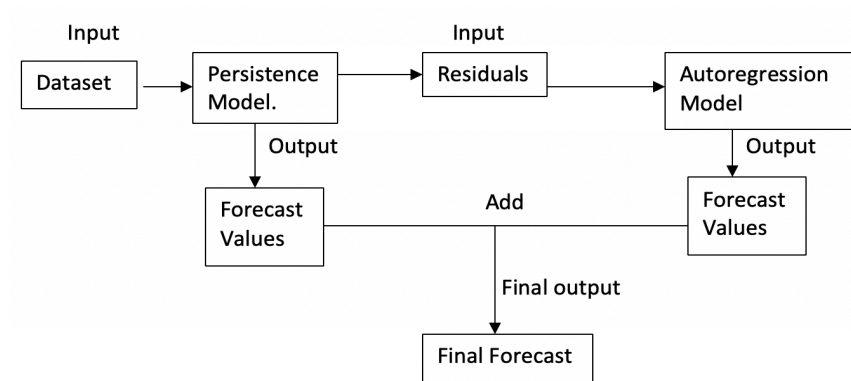 Input
Input
Dataset
Persistence
Model.
Residuals
Autoregression
Model
Output
Output
Forecast
Values
Add
Forecast
Values
Final output
Final Forecast